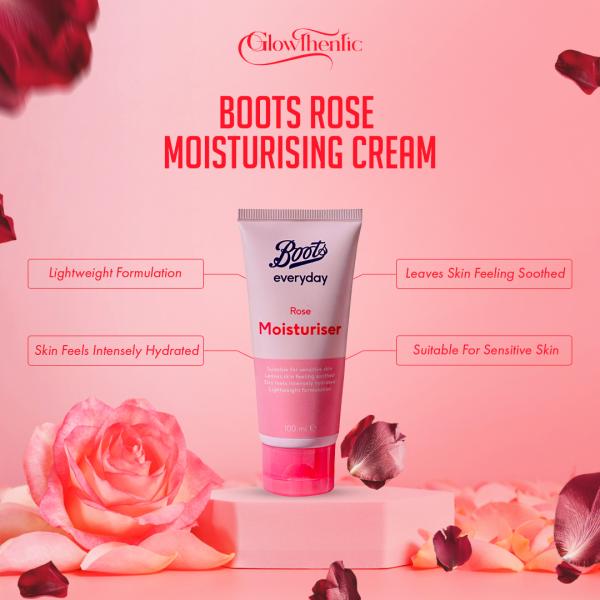 GlowThentic
BOOTS ROSE
MOISTURISING CREAM
Boots
everyday
Rose
Moisturiser
Suitable for sensitive skin
Leaves skin feeling soothed
Skin feels intensely hydrated
Lightweight formulation
100 ml e
Lightweight Formulation
Leaves Skin Feeling Soothed
Skin Feels Intensely Hydrated
Suitable For Sensitive Skin